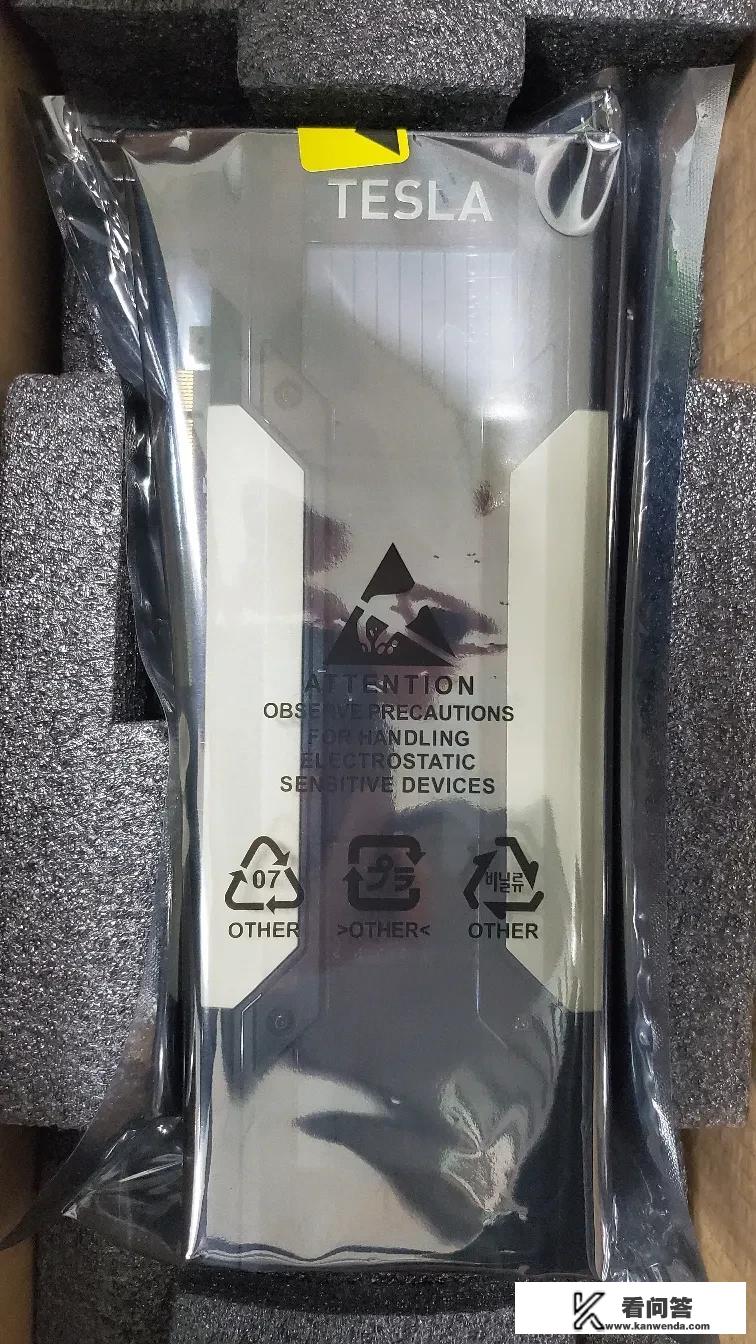 TESLA
ATTENTION
OBSERVE PRECAUTIONS
FOR HANDLING
ELECTROSTATIC
SENSITIVE DEVICES
07 プラ 비닐류
OTHER >OTHER< OTHER
K 看问答
www.kanwenda.com